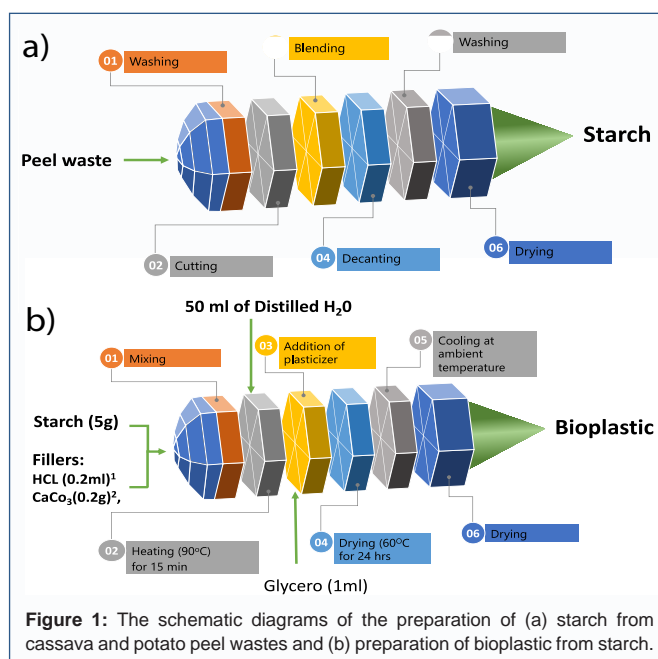 a)
01 Washing
Blending
Washing
Peel waste
Starch
02 Cutting
04 Decanting
06 Drying
b)
50 ml of Distilled H₂0
01 Mixing
03 Addition of
plasticizer
05 Cooling at
ambient
temperature
Starch (5g)
Fillers:
HCL (0.2ml)¹
CaCo₃(0.2g)²,
Bioplastic
02 Heating (90ᵒC)
for 15 min
04 Drying (60ᴼC
for 24 hrs
06 Drying
Glycero (1ml)
Figure 1: The schematic diagrams of the preparation of (a) starch from
cassava and potato peel wastes and (b) preparation of bioplastic from starch.